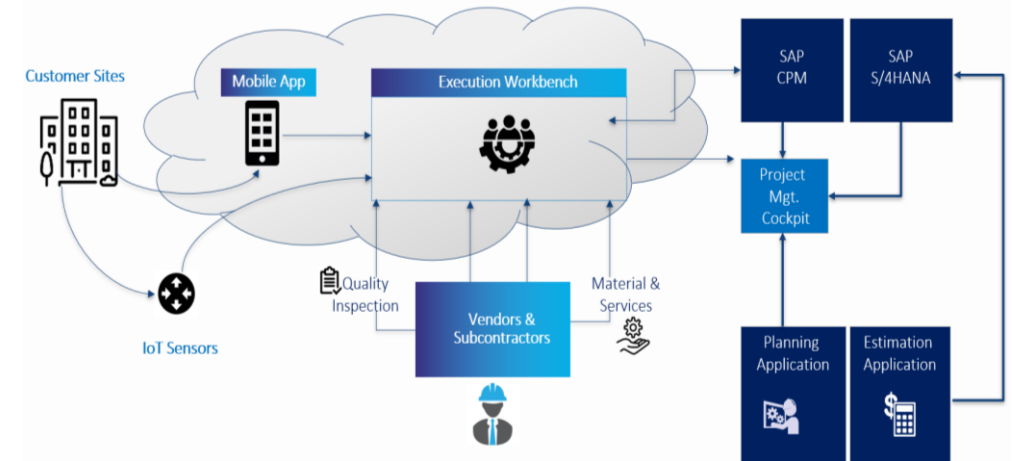 Customer Sites
Mobile App
Execution Workbench
SAP
CPM
SAP
S/4HANA
Project
Mgt.
Cockpit
Quality
Inspection
Material &
Services
Vendors &
Subcontractors
IoT Sensors
Planning
Application
Estimation
Application
$